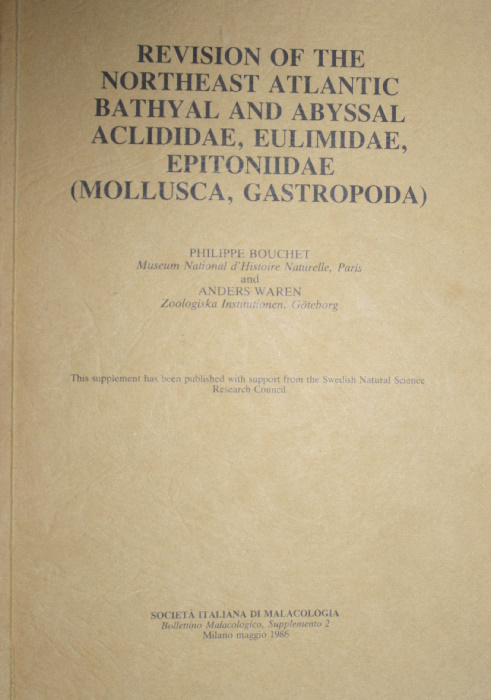 REVISION OF THE
NORTHEAST ATLANTIC
BATHYAL AND ABYSSAL
ACLIDIDAE, EULIMIDAE,
EPITONIIDAE
(MOLLUSCA, GASTROPODA)
PHILIPPE BOUCHET
Museum National d'Histoire Naturelle, Paris
and
ANDERS WAREN
Zoologiska Institutionen, Göteborg
This supplement has been published with support from the Swedish Natural Science
Research Council
SOCIETÀ ITALIANA DI MALACOLOGIA
Bollettino Malacologico, Supplemento 2
Milano maggio 1986